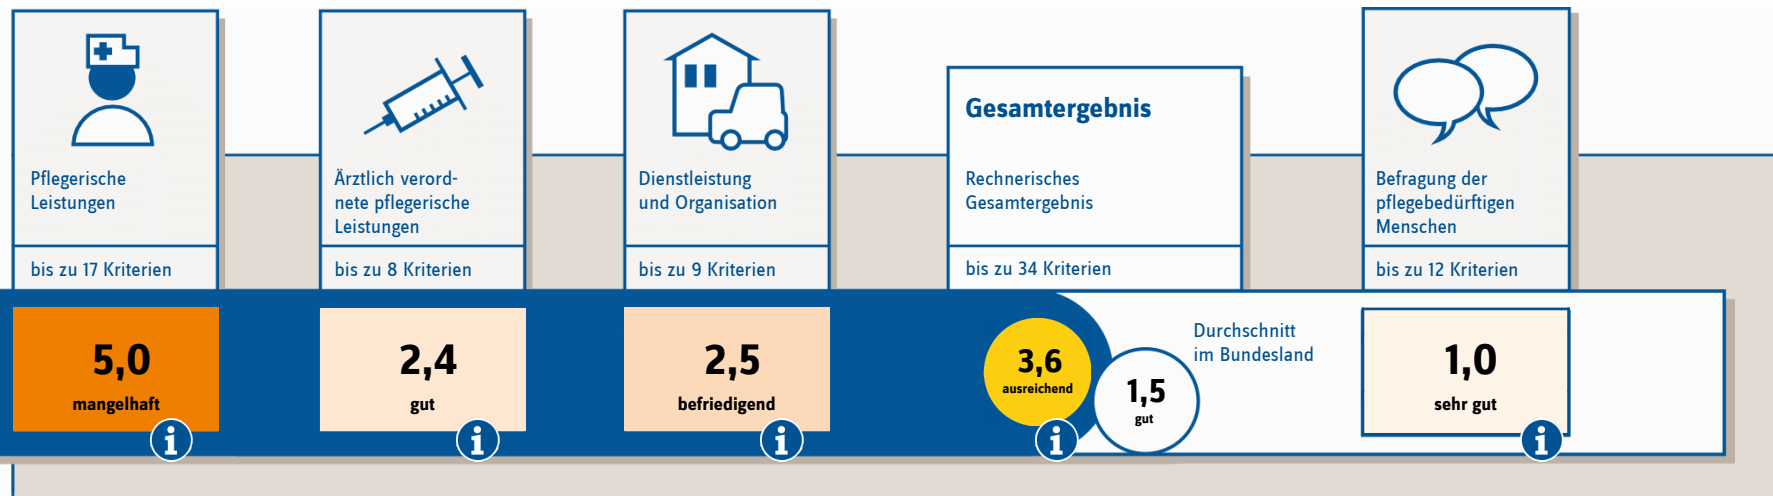 Pflegerische
Leistungen
bis zu 17 Kriterien
5,0
mangelhaft
Ärztlich verord-
nete pflegerische
Leistungen
bis zu 8 Kriterien
2,4
gut
Dienstleistung
und Organisation
bis zu 9 Kriterien
2,5
befriedigend
Gesamtergebnis
Rechnerisches
Gesamtergebnis
bis zu 34 Kriterien
3,6
ausreichend
1,5
gut
Durchschnitt
im Bundesland
Befragung der
pflegebedürftigen
Menschen
bis zu 12 Kriterien
1,0
sehr gut